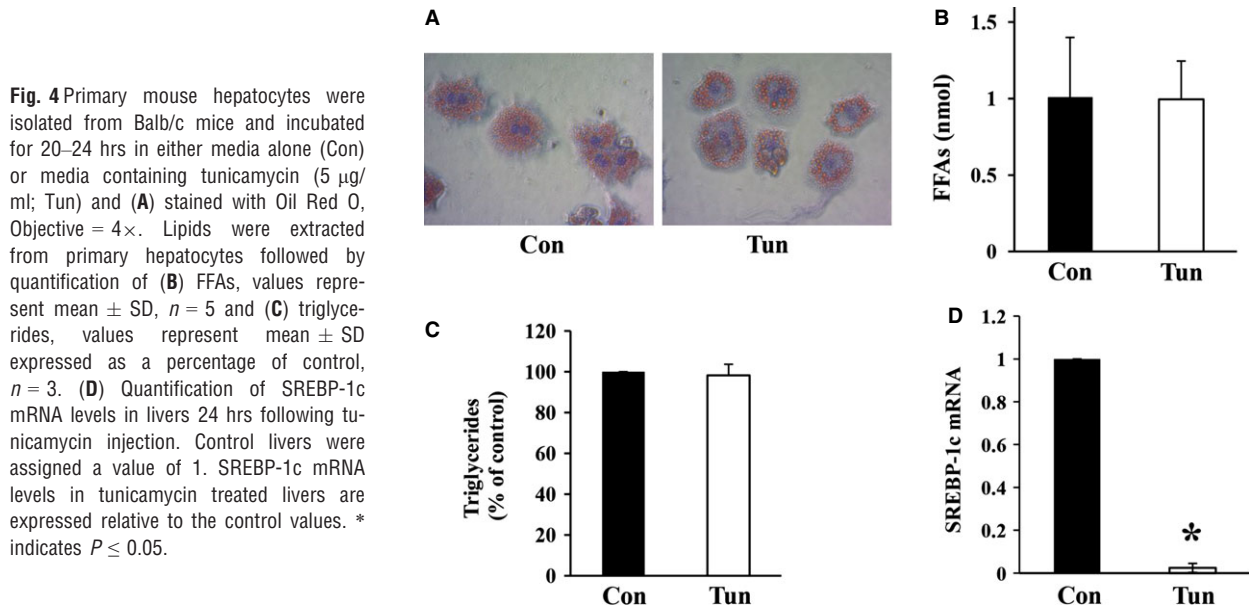 Fig. 4 Primary mouse hepatocytes were
isolated from Balb/c mice and incubated
for 20–24 hrs in either media alone (Con)
or media containing tunicamycin (5 μg/
ml; Tun) and (A) stained with Oil Red O,
Objective = 4×. Lipids were extracted
from primary hepatocytes followed by
quantification of (B) FFAs, values repre-
sent mean ± SD, n = 5 and (C) triglyce-
rides, values represent mean ± SD
expressed as a percentage of control,
n = 3. (D) Quantification of SREBP-1c
mRNA levels in livers 24 hrs following tu-
nicamycin injection. Control livers were
assigned a value of 1. SREBP-1c mRNA
levels in tunicamycin treated livers are
expressed relative to the control values. *
indicates P ≤ 0.05.
A
Con Tun
B
FFAs (nmol)
1.5
1
0.5
0
Con Tun
C
Triglycerides
(% of control)
120
100
80
60
40
20
0
Con Tun
D
SREBP-1c mRNA
1.2
1
0.8
0.6
0.4
0.2
0
*
Con Tun